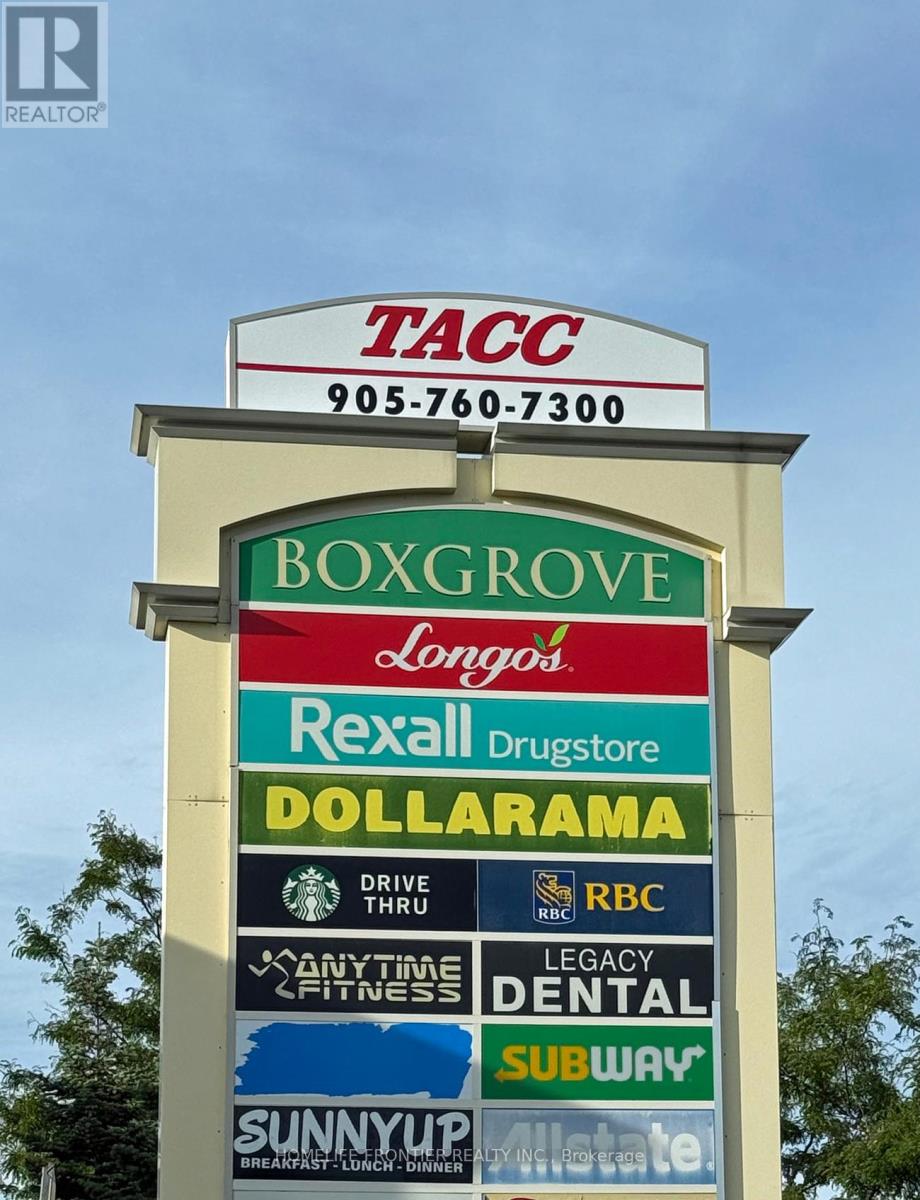 REALTOR®
TACC
905-760-7300
BOXGROVE
Longo's
Rexall Drugstore
DOLLARAMA
DRIVE
THRU
RBC
RBC
ANYTIME
FITNESS
LEGACY
DENTAL
SUBWAY
SUNNYUP
BREAKFAST - LUNCH - DINNER
Allstate
HOMELIFE FRONTIER REALTY INC., Brokerage